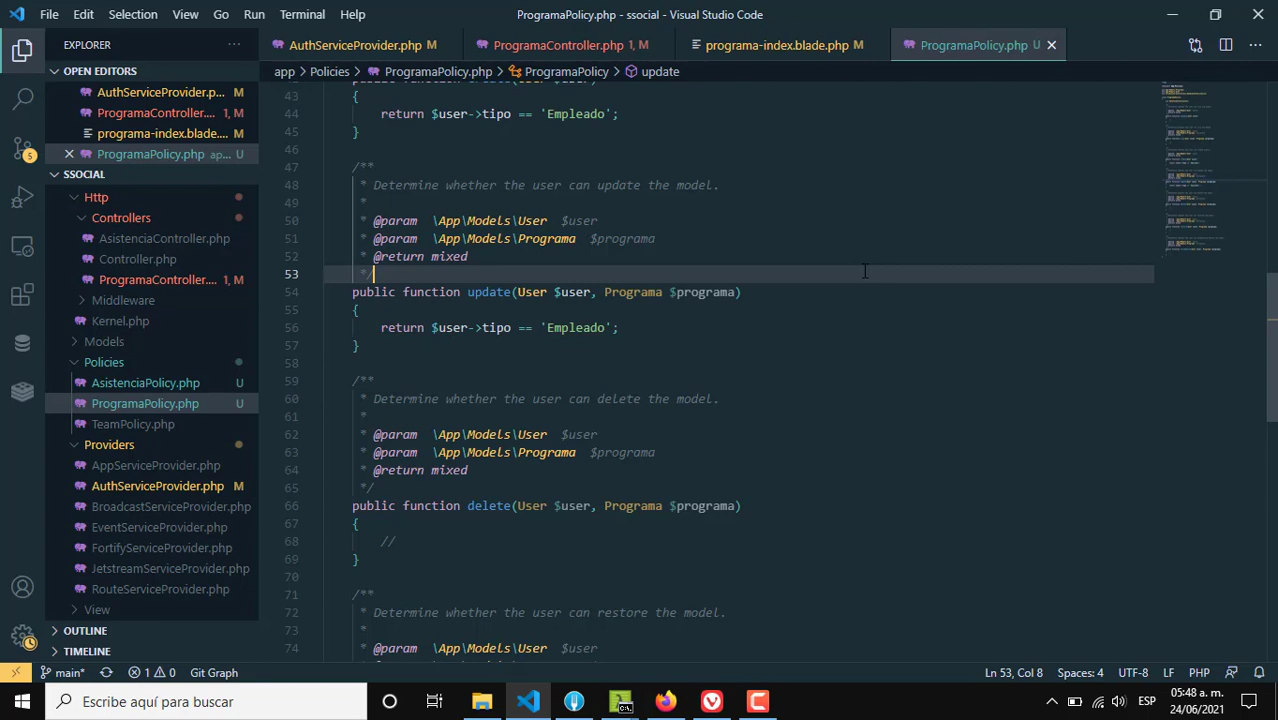 File Edit Selection View Go Run Terminal Help ProgramaPolicy.php - ssocial - Visual Studio Code
EXPLORER
AuthServiceProvider.php M ProgramaController.php 1, M programa-index.blade.php M ProgramaPolicy.php U
app > Policies > ProgramaPolicy.php > ProgramaPolicy > update
OPEN EDITORS
AuthServiceProvider.p... M
ProgramaController.... 1, M
programa-index.blade.... M
ProgramaPolicy.php ap... U
SSOCIAL
Http
Controllers
AsistenciaController.php
Controller.php
ProgramaController.... 1, M
Middleware
Kernel.php
Models
Policies
AsistenciaPolicy.php U
ProgramaPolicy.php U
TeamPolicy.php
Providers
AppServiceProvider.php
AuthServiceProvider.php M
BroadcastServiceProvider.php
EventServiceProvider.php
FortifyServiceProvider.php
JetstreamServiceProvider.php
RouteServiceProvider.php
View
OUTLINE
TIMELINE
5
43 {
44 return $user->tipo == 'Empleado';
45 }
46
47 /**
48 * Determine whether the user can update the model.
49 *
50 * @param \App\Models\User $user
51 * @param \App\Models\Programa $programa
52 * @return mixed
53 */
54 public function update(User $user, Programa $programa)
55 {
56 return $user->tipo == 'Empleado';
57 }
58
59 /**
60 * Determine whether the user can delete the model.
61 *
62 * @param \App\Models\User $user
63 * @param \App\Models\Programa $programa
64 * @return mixed
65 */
66 public function delete(User $user, Programa $programa)
67 {
68 //
69 }
70
71 /**
72 * Determine whether the user can restore the model.
73 *
74 * @param \App\Models\User $user
main* 1 0 Git Graph Ln 53, Col 8 Spaces: 4 UTF-8 LF PHP
Escribe aquí para buscar ESP 05:48 a. m.
24/06/2021